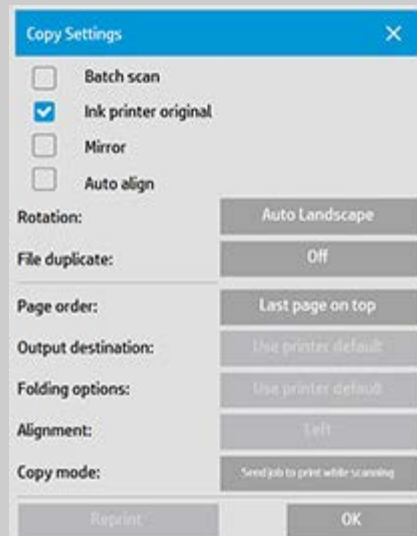 Copy Settings
Batch scan
Ink printer original
Mirror
Auto align
Rotation: Auto Landscape
File duplicate: Off
Page order: Last page on top
Output destination: Use printer default
Folding options: Use printer default
Alignment: Left
Copy mode: Send job to print while scanning
Reprint OK